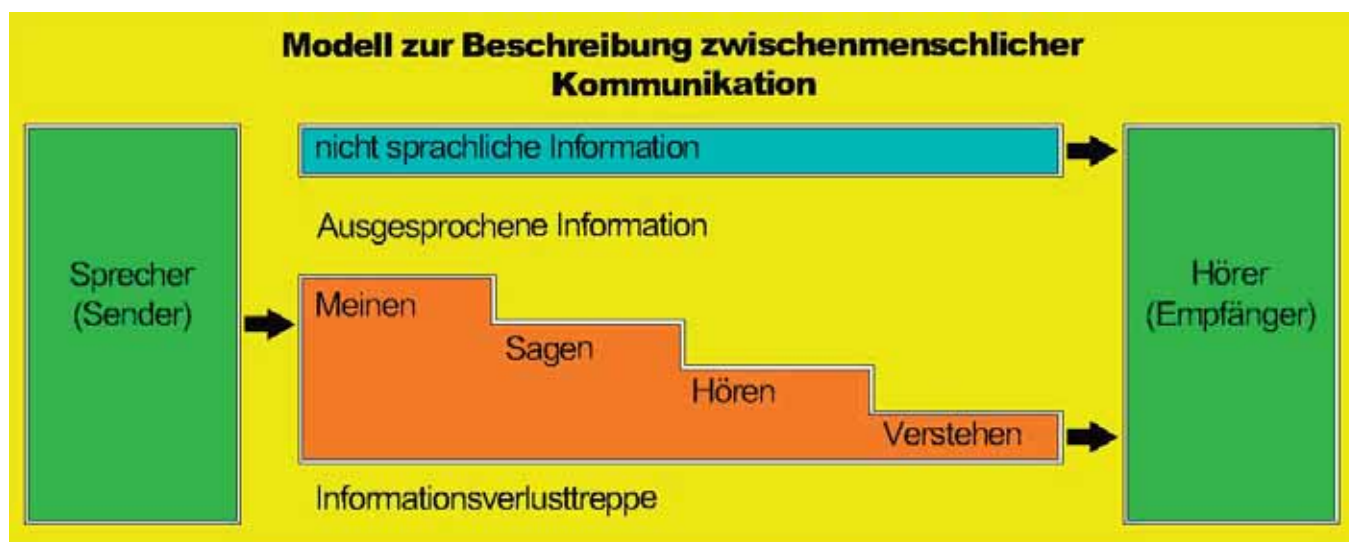 Modell zur Beschreibung zwischenmenschlicher
Kommunikation
nicht sprachliche Information
Ausgesprochene Information
Sprecher
(Sender)
Meinen
Sagen
Hören
Verstehen
Hörer
(Empfänger)
Informationsverlusttreppe